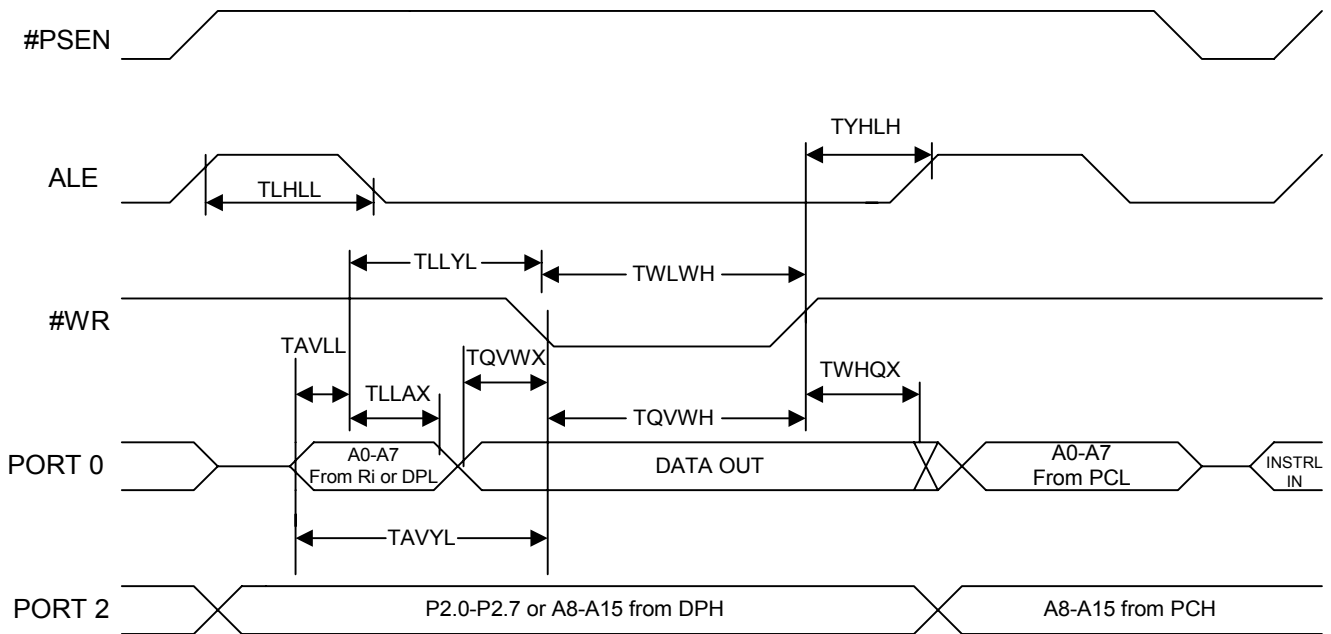 #PSEN
TYHLH
ALE
TLHLL
TLLYL
TWLWH
#WR
TAVLL
TQVWX
TWHQX
TLLAX
TQVWH
PORT 0
A0-A7
From Ri or DPL
DATA OUT
A0-A7
From PCL
INSTRL
IN
TAVYL
PORT 2
P2.0-P2.7 or A8-A15 from DPH
A8-A15 from PCH